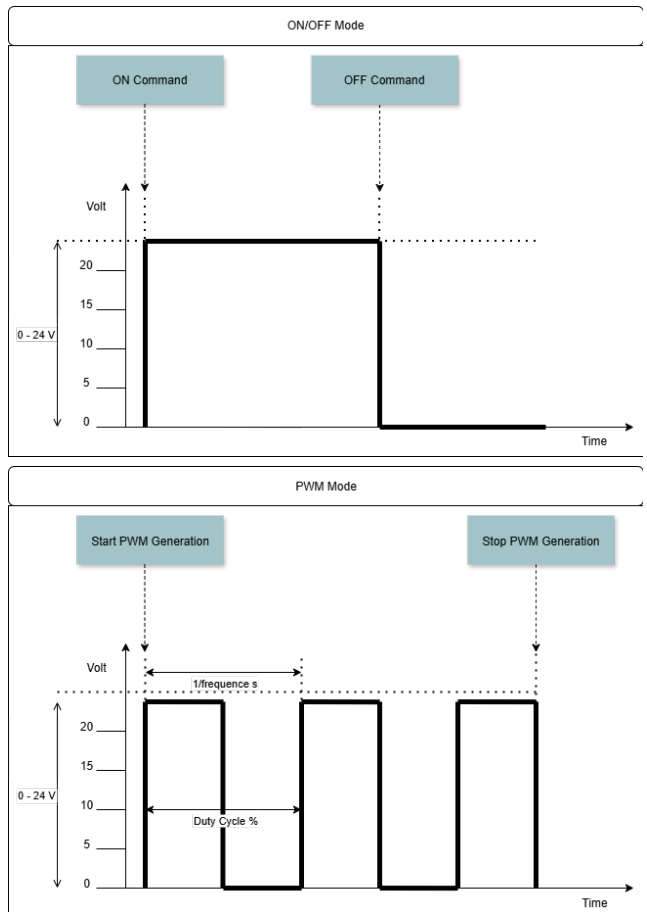 ON/OFF Mode
ON Command
OFF Command
Volt
20
15
0 - 24 V
10
5
0
Time
PWM Mode
Start PWM Generation
Stop PWM Generation
Volt
1/frequence s
20
15
0 - 24 V
10
Duty Cycle %
5
0
Time